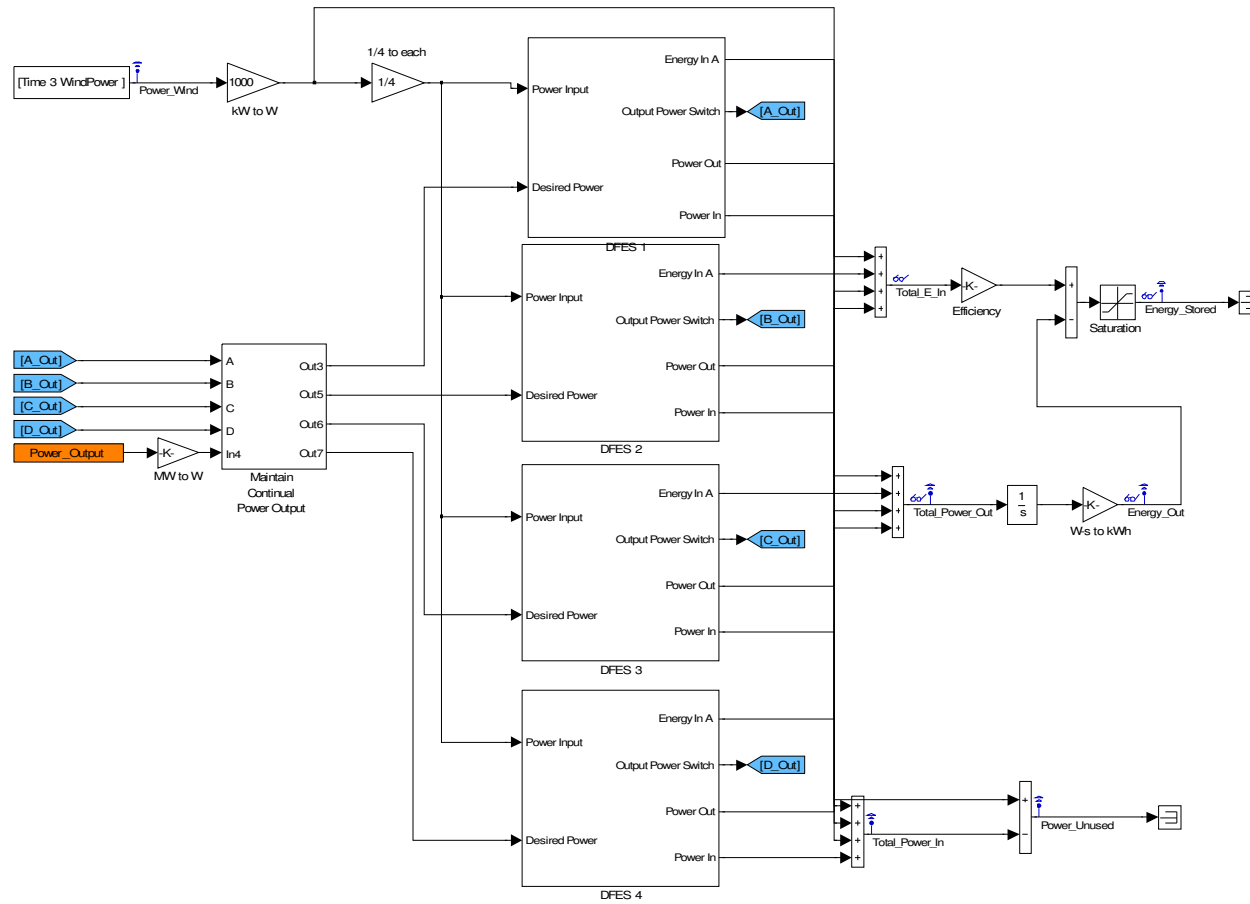 1/4 to each
[Time 3 WindPower ]
Power_Wind
1000
kW to W
1/4
Energy In A
Power Input
Output Power Switch
[A_Out]
Power Out
Desired Power
Power In
DFES 1
Energy In A
Power Input
Output Power Switch
[B_Out]
Power Out
Desired Power
Power In
DFES 2
+
+
+
+
Total_E_In
-K-
Efficiency
+
−
Saturation
Energy_Stored
[A_Out]
[B_Out]
[C_Out]
[D_Out]
Power_Output
-K-
MW to W
A
B
C
D
In4
Out3
Out5
Out6
Out7
Maintain
Continual
Power Output
Energy In A
Power Input
Output Power Switch
[C_Out]
Power Out
Desired Power
Power In
DFES 3
+
+
+
+
Total_Power_Out
1
s
-K-
W-s to kWh
Energy_Out
Energy In A
Power Input
Output Power Switch
[D_Out]
Power Out
Desired Power
Power In
DFES 4
+
+
+
+
Total_Power_In
+
−
Power_Unused